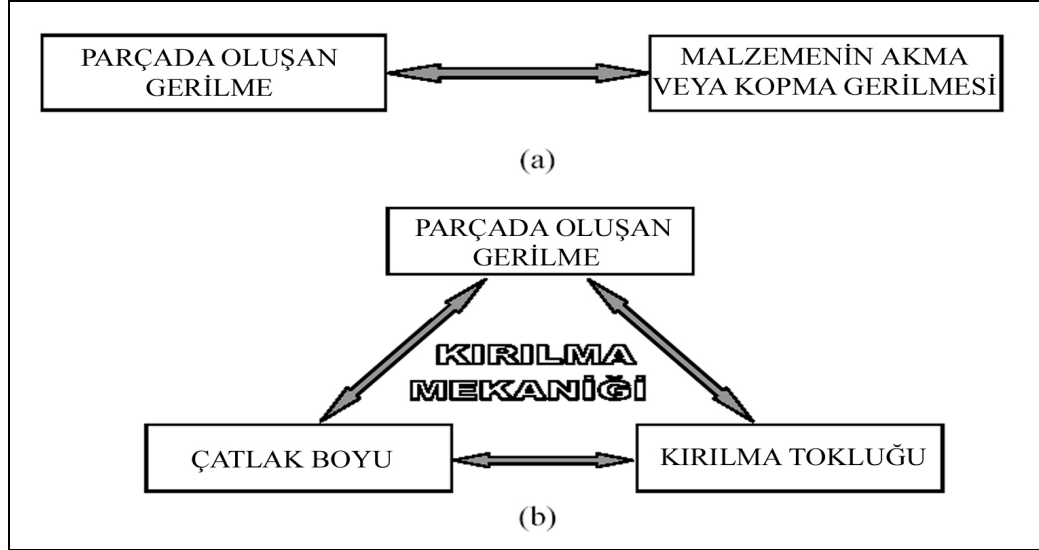 PARÇADA OLUŞAN
GERİLME
MALZEMENİN AKMA
VEYA KOPMA GERİLMESİ
(a)
PARÇADA OLUŞAN
GERİLME
KIRILMA
MEKANİĞİ
ÇATLAK BOYU
KIRILMA TOKLUĞU
(b)